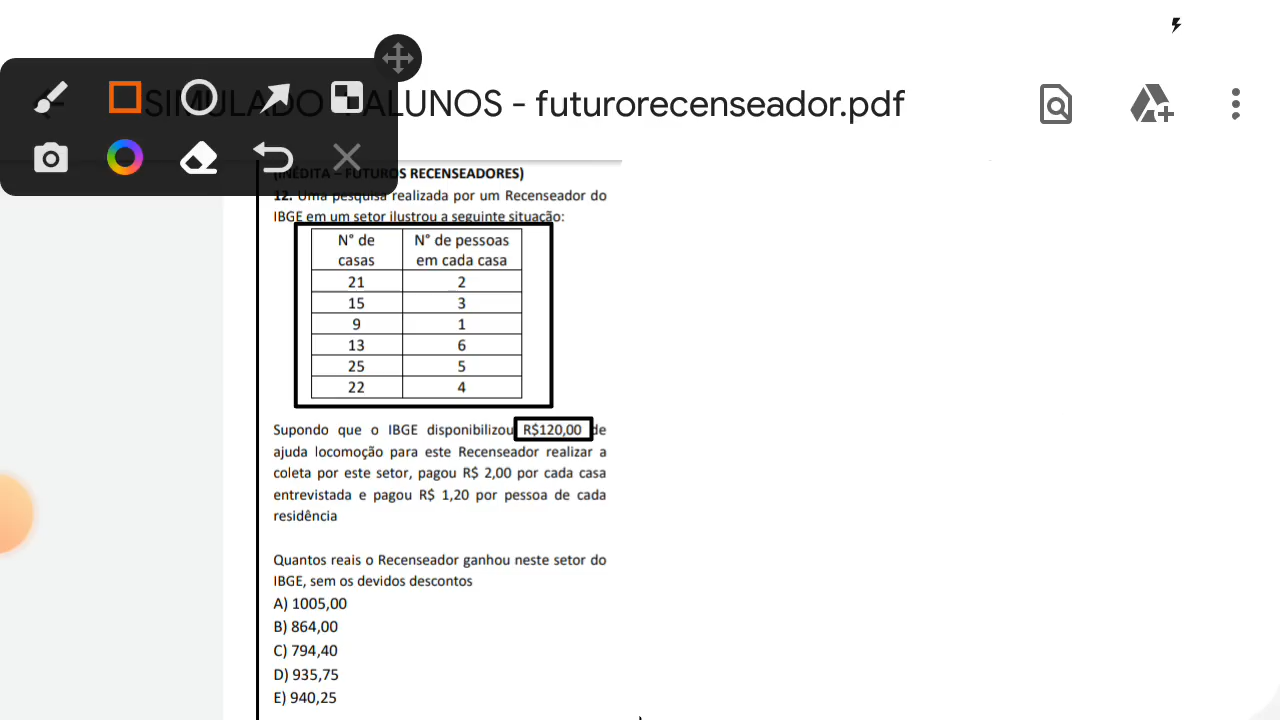 SIMULADO ALUNOS - futurorecenseador.pdf
(INÉDITA – FUTUROS RECENSEADORES)
12. Uma pesquisa realizada por um Recenseador do
IBGE em um setor ilustrou a seguinte situação:
N° de casas N° de pessoas em cada casa
21 2
15 3
9 1
13 6
25 5
22 4
Supondo que o IBGE disponibilizou R$120,00 de
ajuda locomoção para este Recenseador realizar a
coleta por este setor, pagou R$ 2,00 por cada casa
entrevistada e pagou R$ 1,20 por pessoa de cada
residência
Quantos reais o Recenseador ganhou neste setor do
IBGE, sem os devidos descontos
A) 1005,00
B) 864,00
C) 794,40
D) 935,75
E) 940,25